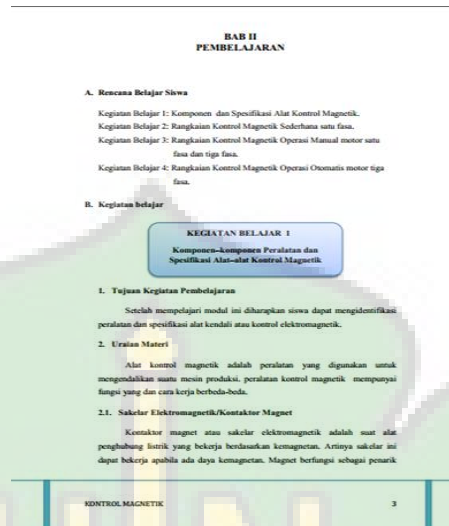 BAB II
PEMBELAJARAN
A. Rencana Belajar Siswa
Kegiatan Belajar 1: Komponen dan Spesifikasi Alat Kontrol Magnetik.
Kegiatan Belajar 2: Rangkaian Kontrol Magnetik Sederhana satu fasa.
Kegiatan Belajar 3: Rangkaian Kontrol Magnetik Operasi Manual motor satu
fasa dan tiga fasa.
Kegiatan Belajar 4: Rangkaian Kontrol Magnetik Operasi Otomatis motor tiga
fasa.
B. Kegiatan belajar
KEGIATAN BELAJAR 1
Komponen-komponen Peralatan dan
Spesifikasi Alat-alat Kontrol Magnetik
1. Tujuan Kegiatan Pembelajaran
Setelah mempelajari modul ini diharapkan siswa dapat mengidentifikasi
peralatan dan spesifikasi alat kendali atau kontrol elektromagnetik.
2. Uraian Materi
Alat kontrol magnetik adalah peralatan yang digunakan untuk
mengendalikan suatu mesin produksi, peralatan kontrol magnetik mempunyai
fungsi yang dan cara kerja berbeda-beda.
2.1. Sakelar Elektromagnetik/Kontaktor Magnet
Kontaktor magnet atau sakelar elektromagnetik adalah suat alat
penghubung listrik yang bekerja berdasarkan kemagnetan. Artinya sakelar ini
dapat bekerja apabila ada daya kemagnetan. Magnet berfungsi sebagai penarik
KONTROL MAGNETIK 3